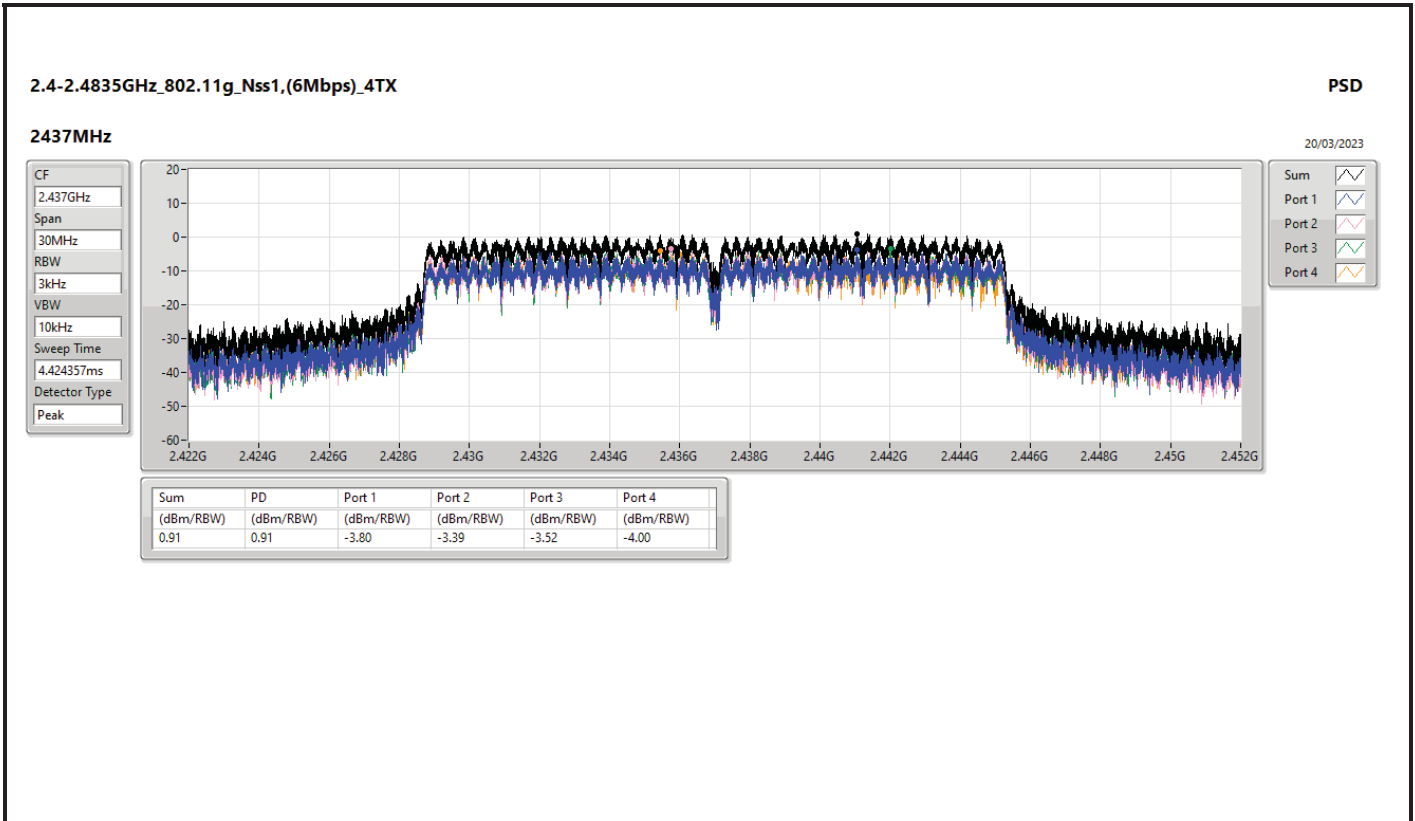 2.4-2.4835GHz_802.11g_Nss1,(6Mbps)_4TX
PSD
2437MHz
20/03/2023
CF
2.437GHz
Span
30MHz
RBW
3kHz
VBW
10kHz
Sweep Time
4.424357ms
Detector Type
Peak
20
10
0
-10
-20
-30
-40
-50
-60
2.422G 2.424G 2.426G 2.428G 2.43G 2.432G 2.434G 2.436G 2.438G 2.44G 2.442G 2.444G 2.446G 2.448G 2.45G 2.452G
Sum
Port 1
Port 2
Port 3
Port 4
Sum PD Port 1 Port 2 Port 3 Port 4
(dBm/RBW) (dBm/RBW) (dBm/RBW) (dBm/RBW) (dBm/RBW) (dBm/RBW)
0.91 0.91 -3.80 -3.39 -3.52 -4.00